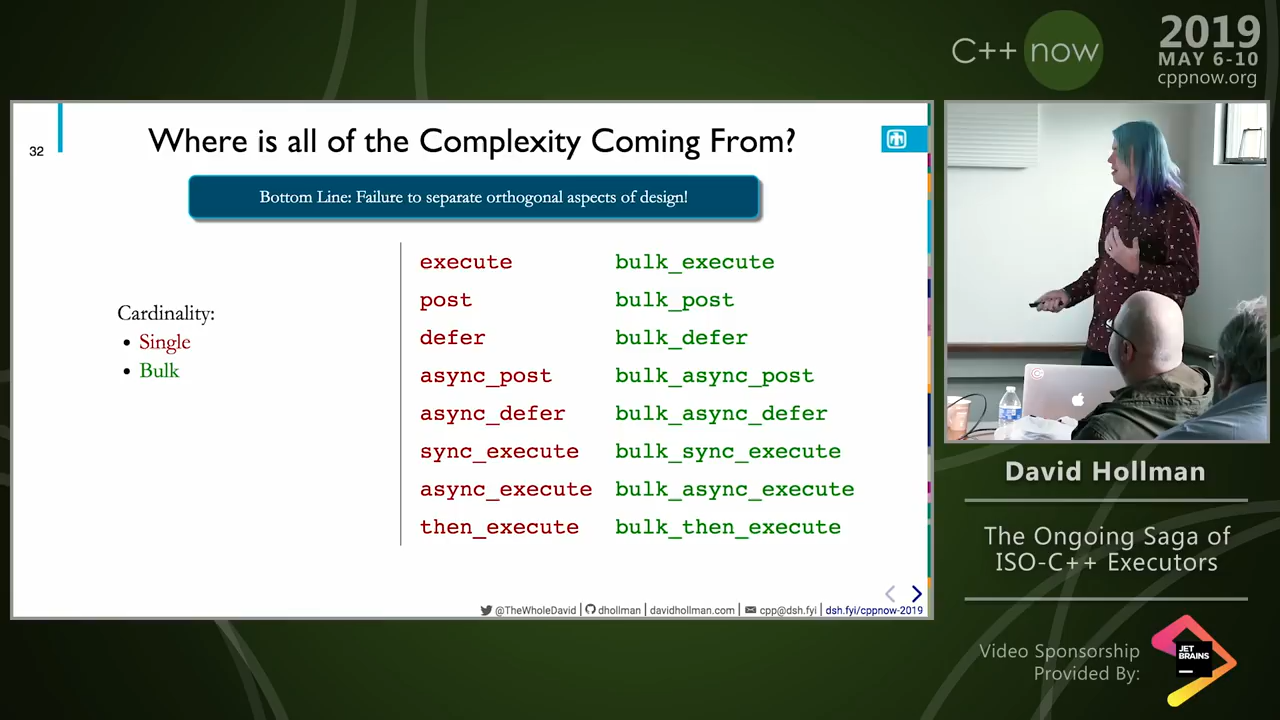 C++ now
2019
MAY 6-10
cppnow.org
32
Where is all of the Complexity Coming From?
Bottom Line: Failure to separate orthogonal aspects of design!
Cardinality:
• Single
• Bulk
execute bulk_execute
post bulk_post
defer bulk_defer
async_post bulk_async_post
async_defer bulk_async_defer
sync_execute bulk_sync_execute
async_execute bulk_async_execute
then_execute bulk_then_execute
@TheWholeDavid | dhollman | davidhollman.com | cpp@dsh.fyi | dsh.fyi/cppnow-2019
David Hollman
The Ongoing Saga of
ISO-C++ Executors
Video Sponsorship
Provided By:
JET
BRAINS